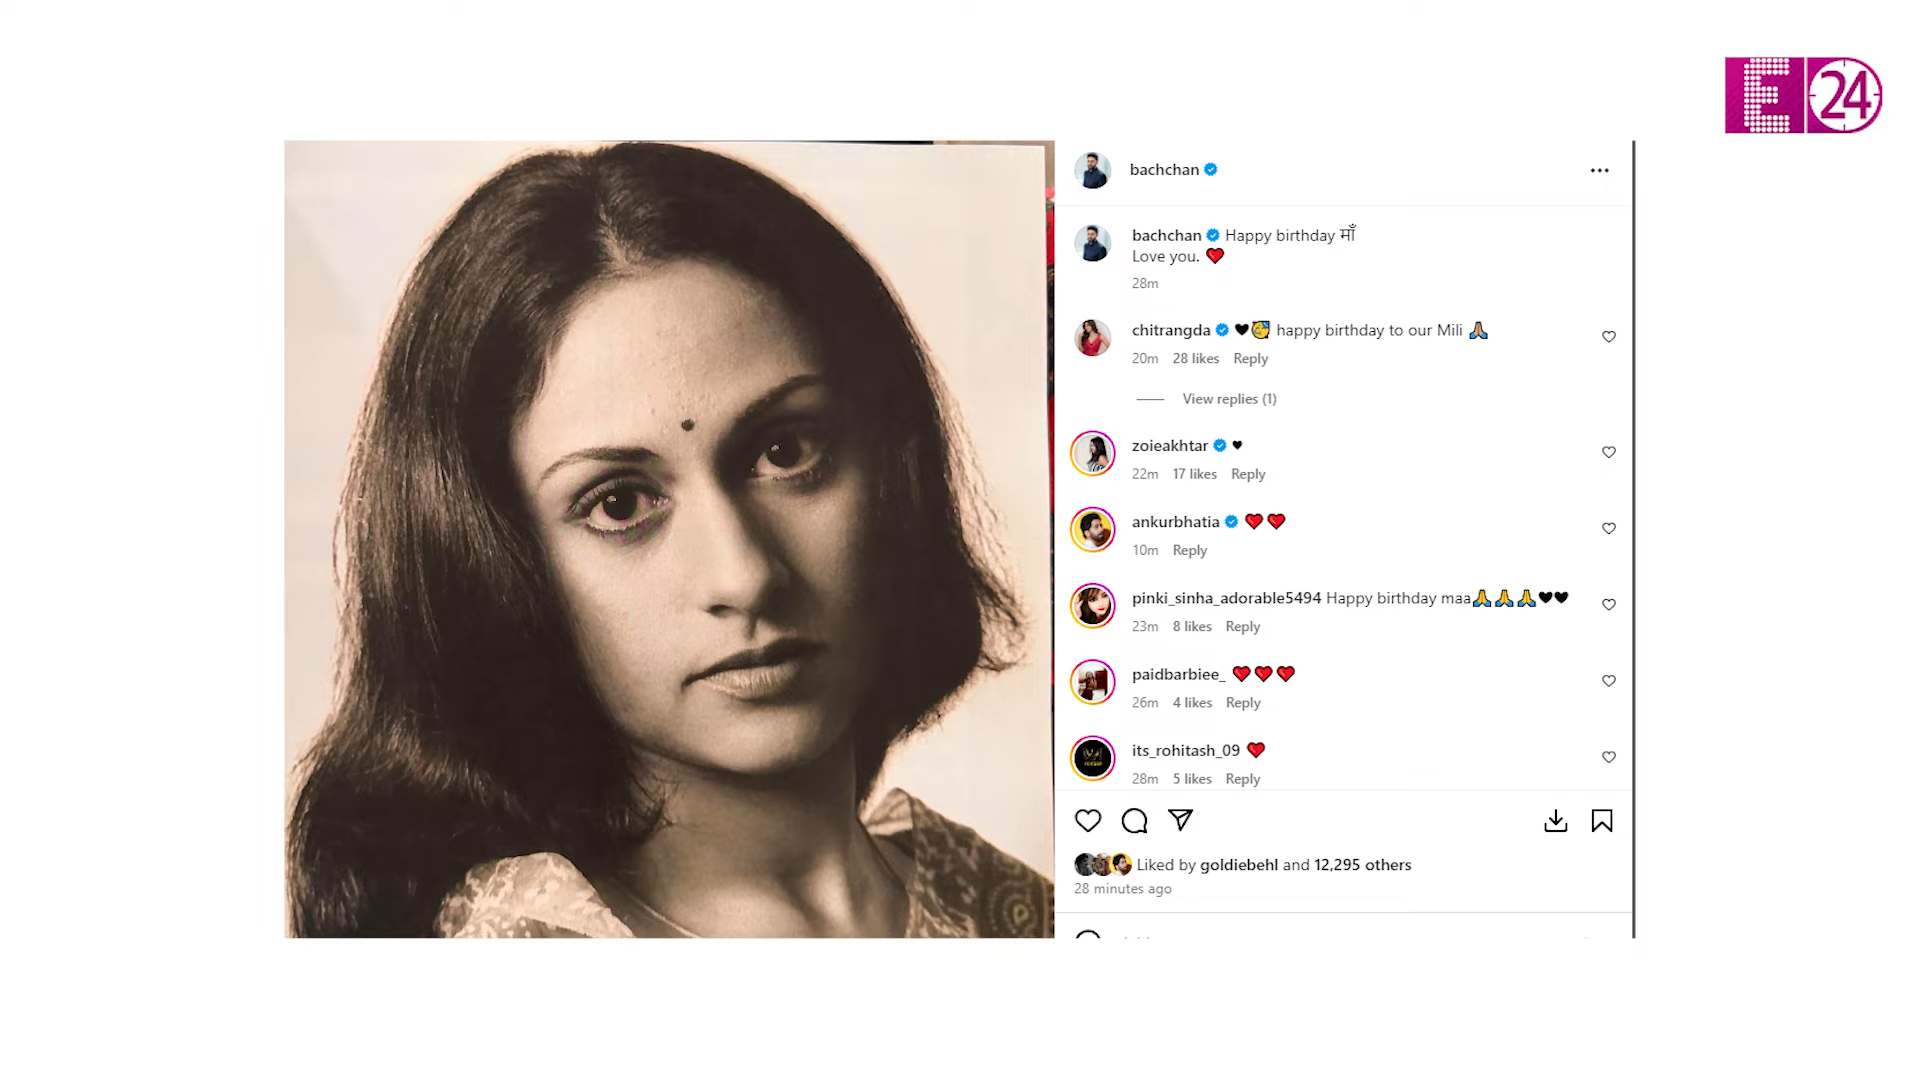 E 24
bachchan
bachchan Happy birthday माँ
Love you. ❤️
28m
chitrangda 🖤🥳 happy birthday to our Mili 🙏🏽
20m 28 likes Reply
View replies (1)
zoieakhtar 🖤
22m 17 likes Reply
ankurbhatia ❤️❤️
10m Reply
pinki_sinha_adorable5494 Happy birthday maa🙏🙏🙏🖤🖤
23m 8 likes Reply
paidbarbiee_ ❤️❤️❤️
26m 4 likes Reply
its_rohitash_09 ❤️
28m 5 likes Reply
Liked by goldiebehl and 12,295 others
28 minutes ago